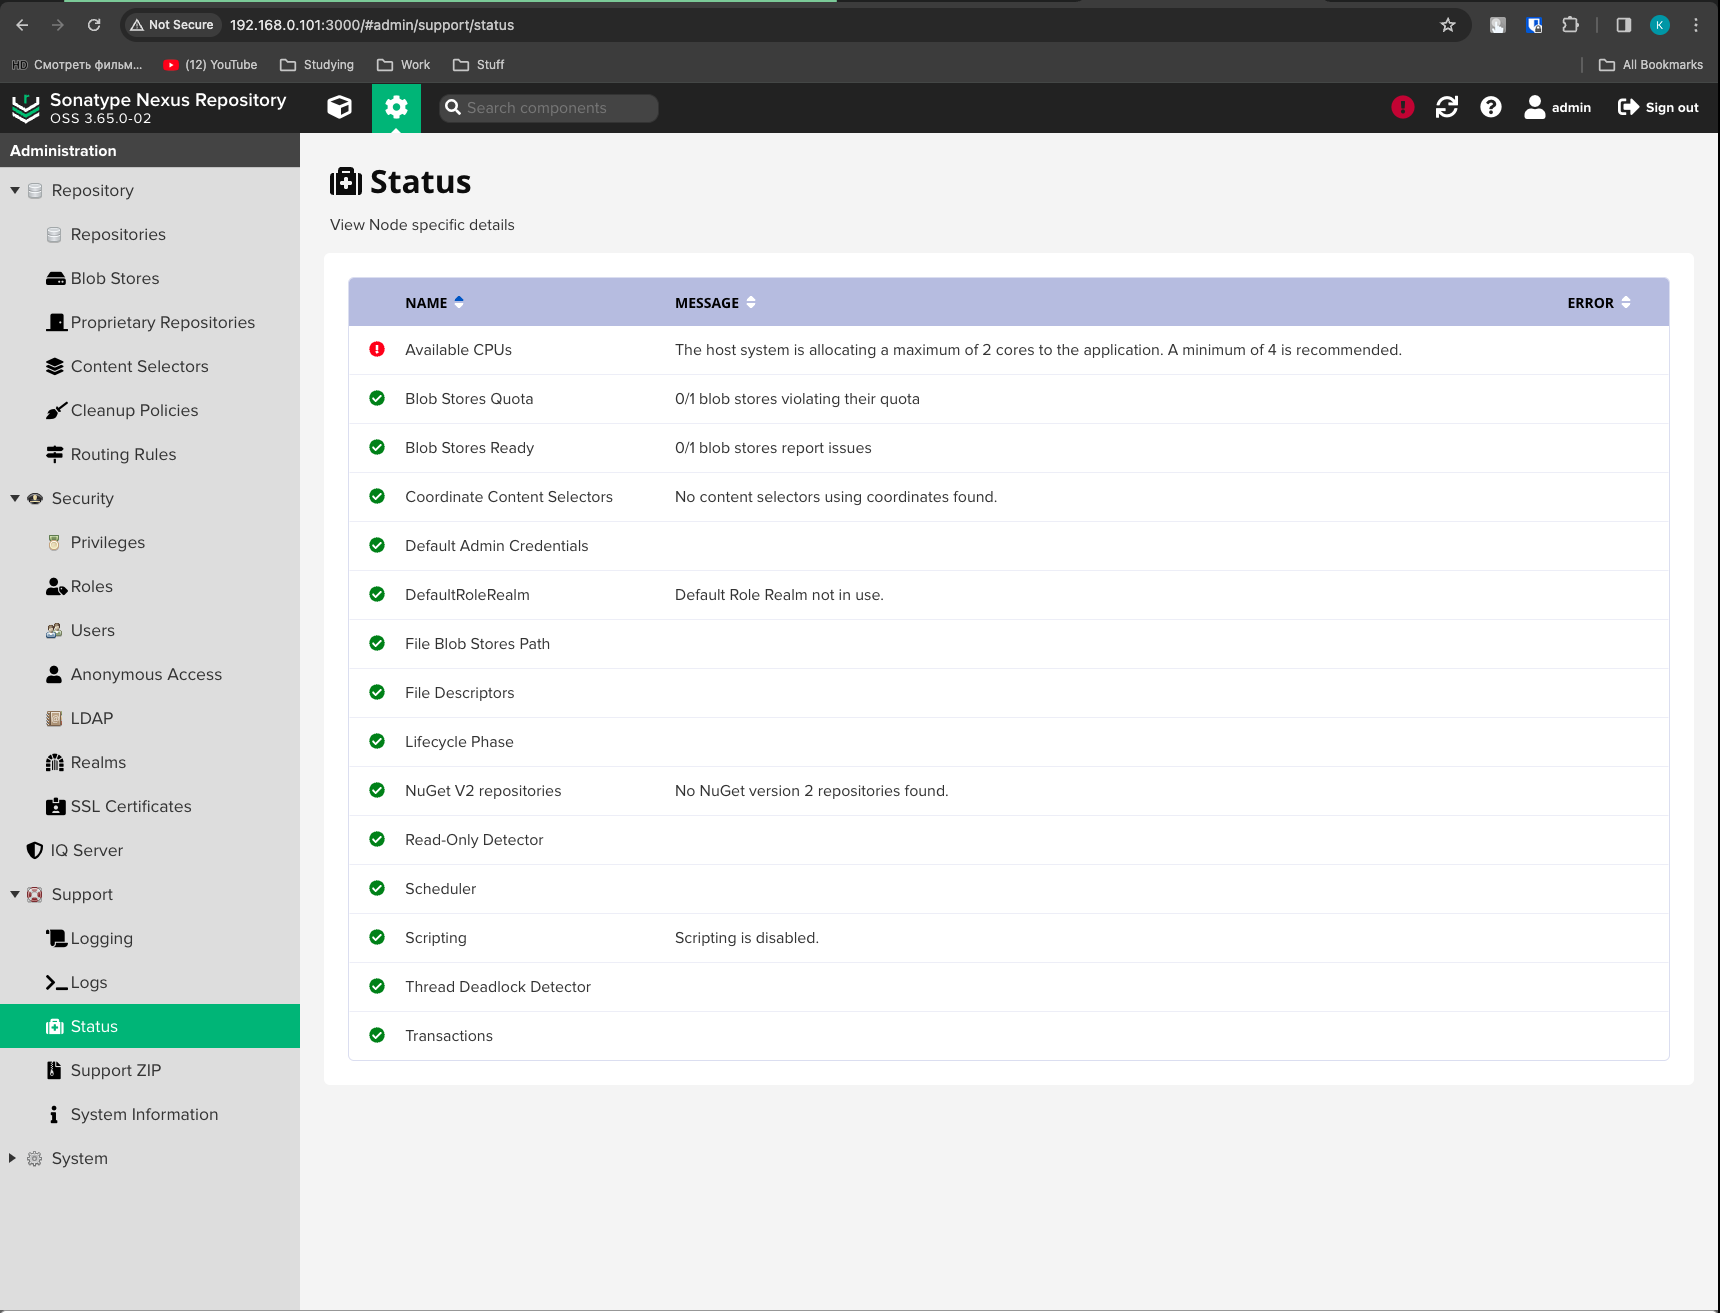 Not Secure 192.168.0.101:3000/#admin/support/status K
HD Смотреть фильм... (12) YouTube Studying Work Stuff All Bookmarks
Sonatype Nexus Repository
OSS 3.65.0-02
Search components
admin
Sign out
Administration
Repository
Repositories
Blob Stores
Proprietary Repositories
Content Selectors
Cleanup Policies
Routing Rules
Security
Privileges
Roles
Users
Anonymous Access
LDAP
Realms
SSL Certificates
IQ Server
Support
Logging
Logs
Status
Support ZIP
System Information
System
Status
View Node specific details
NAME MESSAGE ERROR
Available CPUs The host system is allocating a maximum of 2 cores to the application. A minimum of 4 is recommended.
Blob Stores Quota 0/1 blob stores violating their quota
Blob Stores Ready 0/1 blob stores report issues
Coordinate Content Selectors No content selectors using coordinates found.
Default Admin Credentials
DefaultRoleRealm Default Role Realm not in use.
File Blob Stores Path
File Descriptors
Lifecycle Phase
NuGet V2 repositories No NuGet version 2 repositories found.
Read-Only Detector
Scheduler
Scripting Scripting is disabled.
Thread Deadlock Detector
Transactions